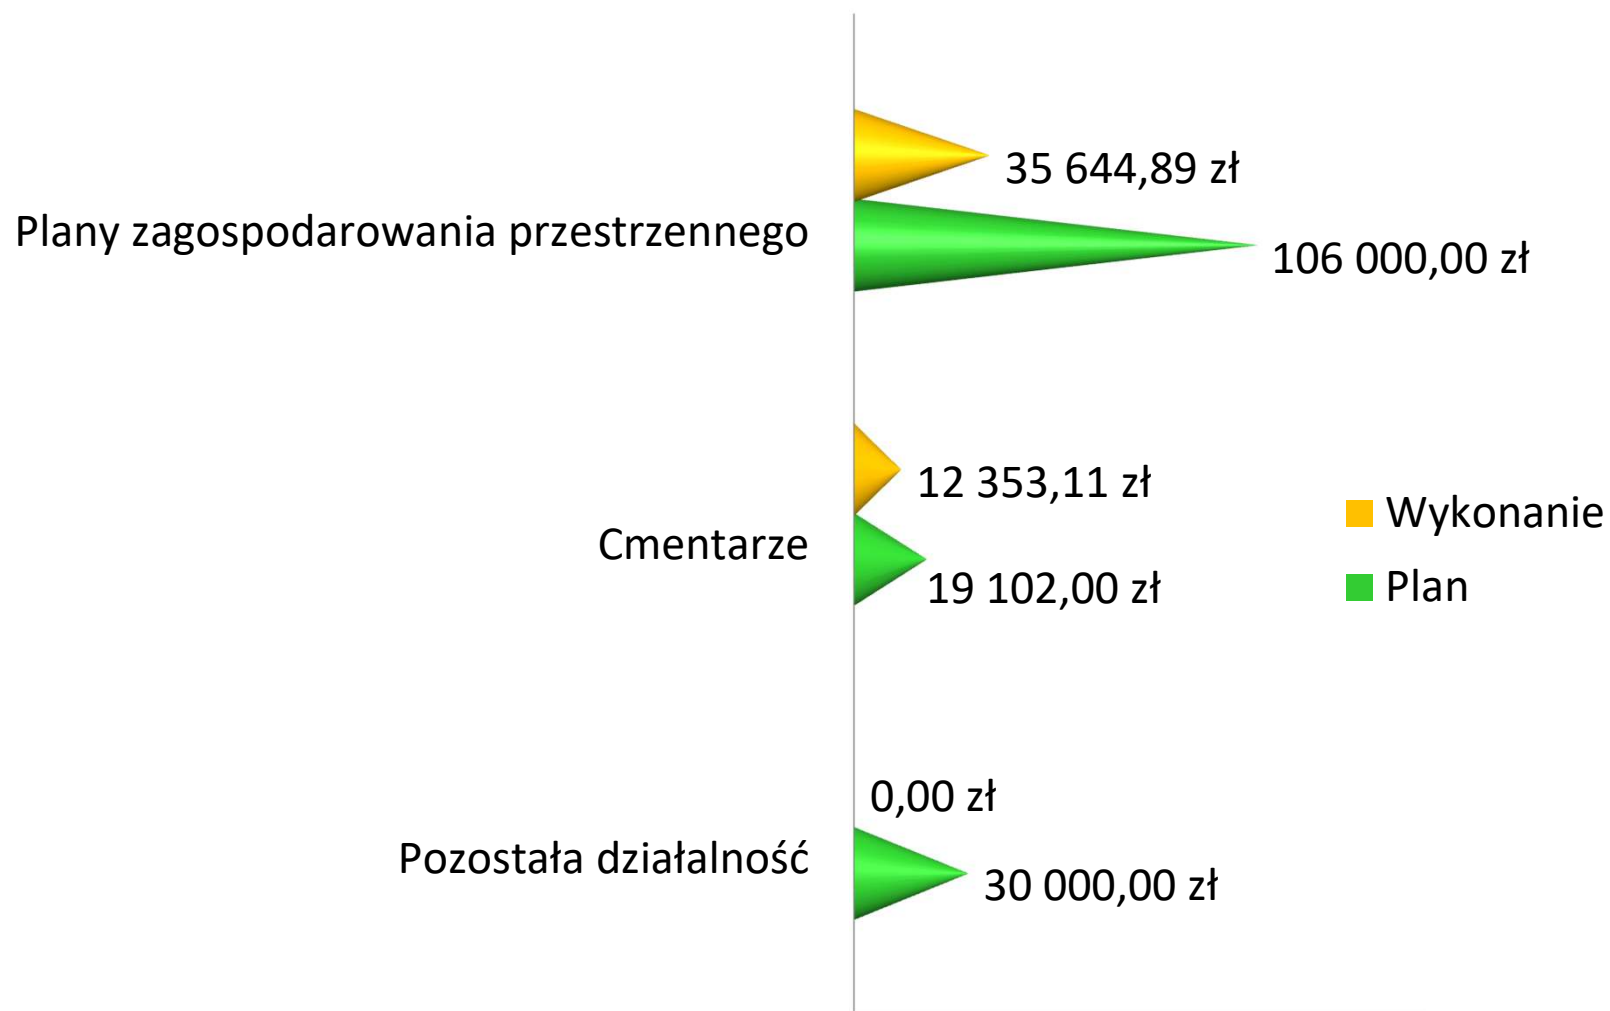 35 644,89 zł
Plany zagospodarowania przestrzennego
106 000,00 zł
12 353,11 zł
Cmentarze
19 102,00 zł
Wykonanie
Plan
0,00 zł
Pozostała działalność
30 000,00 zł